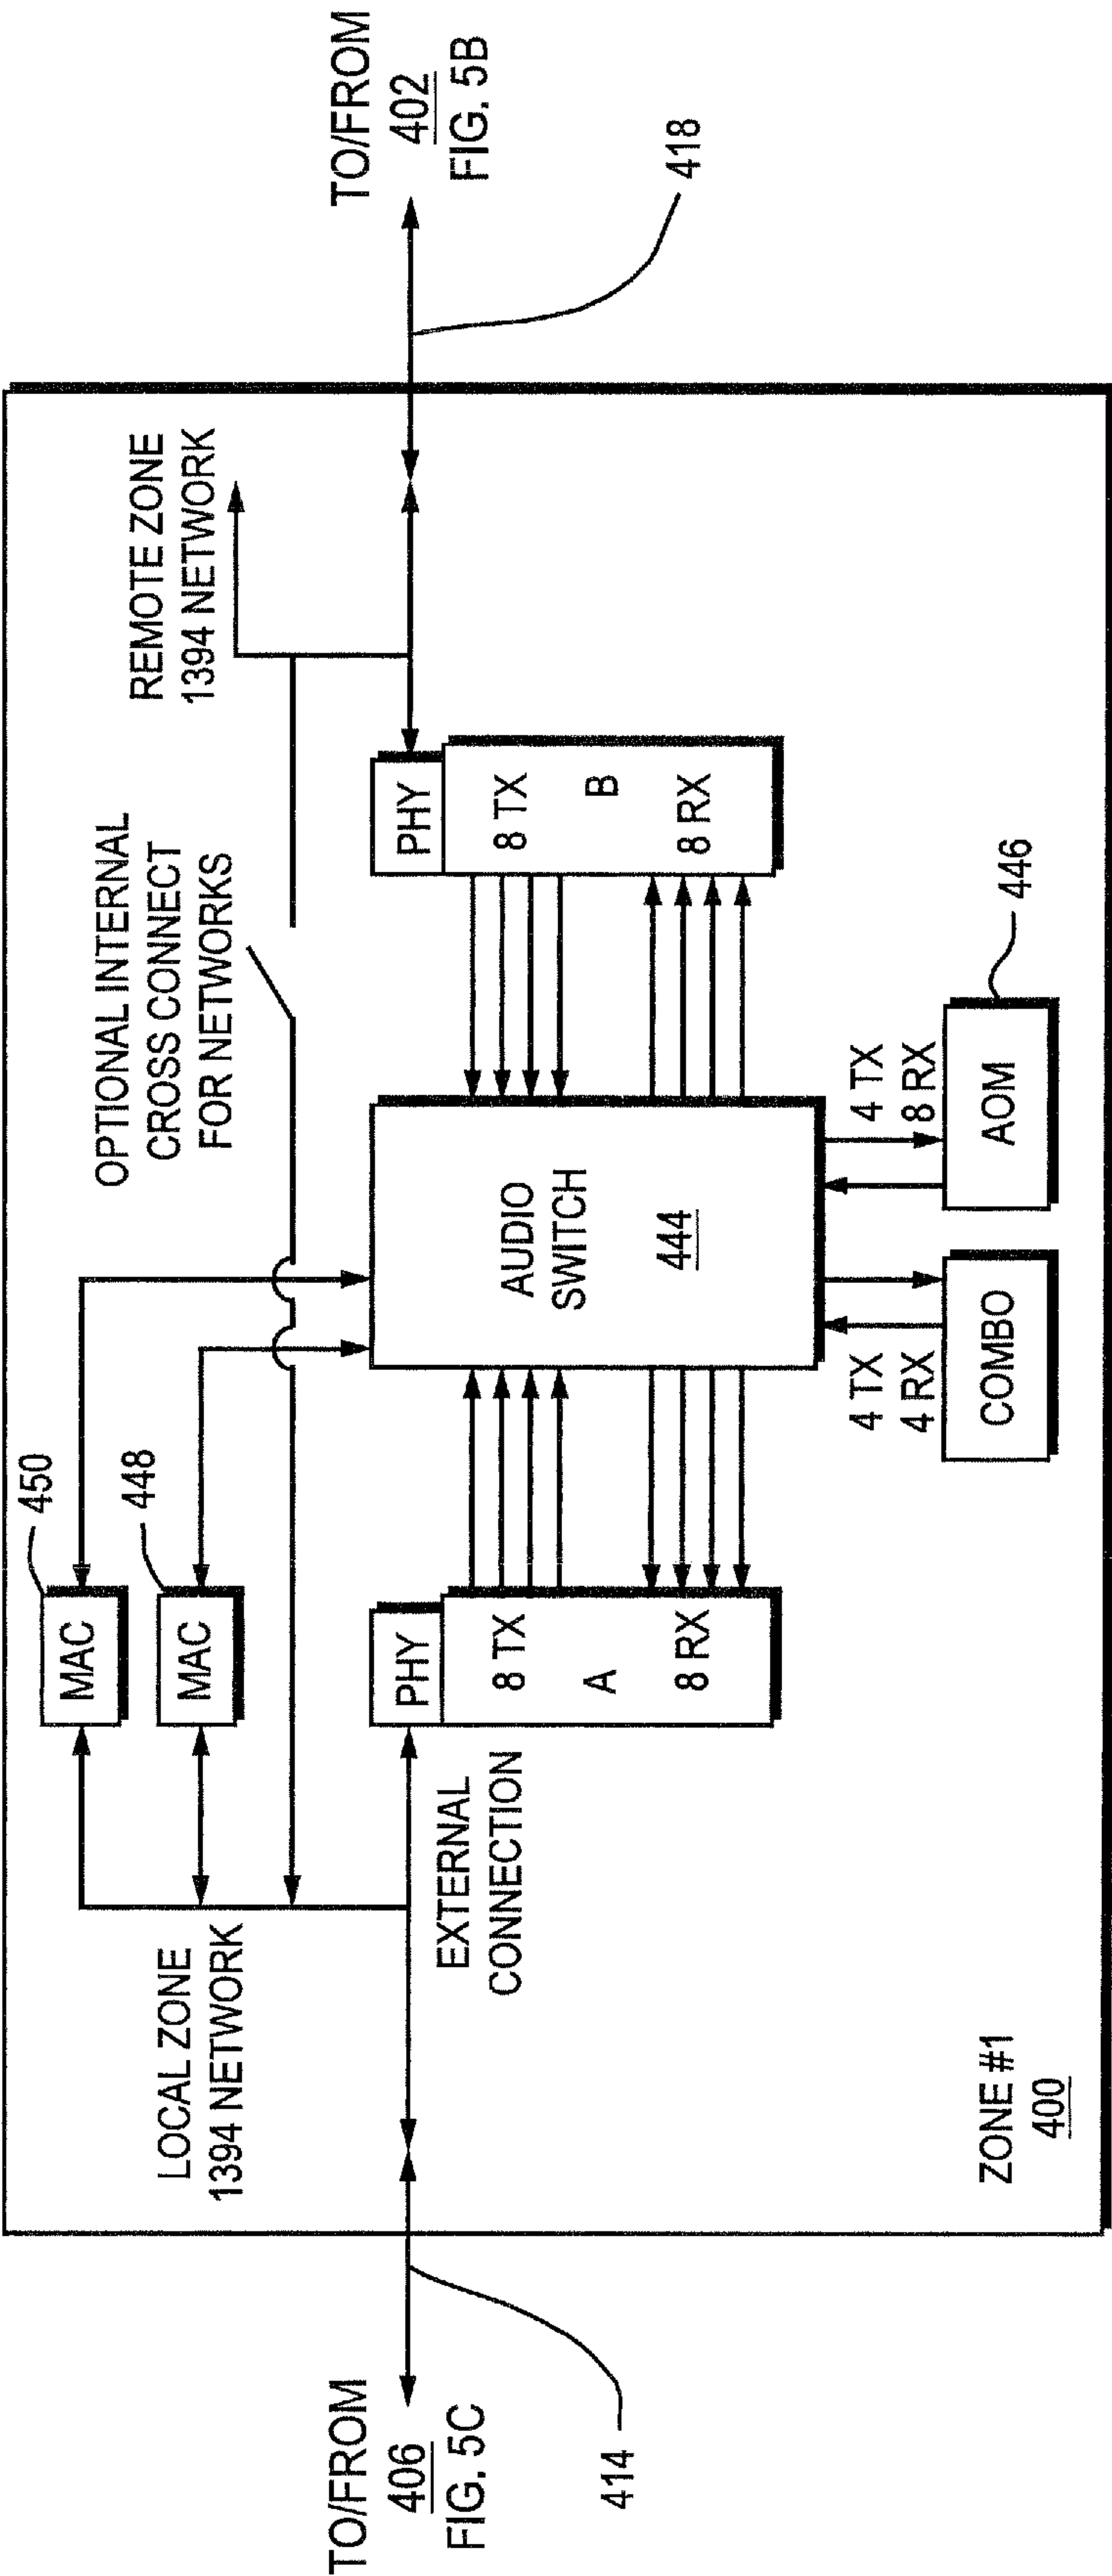 TO/FROM
406
FIG. 5C
414
LOCAL ZONE
1394 NETWORK
450
MAC
448
MAC
OPTIONAL INTERNAL
CROSS CONNECT
FOR NETWORKS
REMOTE ZONE
1394 NETWORK
TO/FROM
402
FIG. 5B
418
EXTERNAL
CONNECTION
PHY
8 TX
A
8 RX
AUDIO
SWITCH
444
PHY
8 TX
B
8 RX
4 TX
4 RX
COMBO
4 TX
8 RX
AOM
446
ZONE #1
400